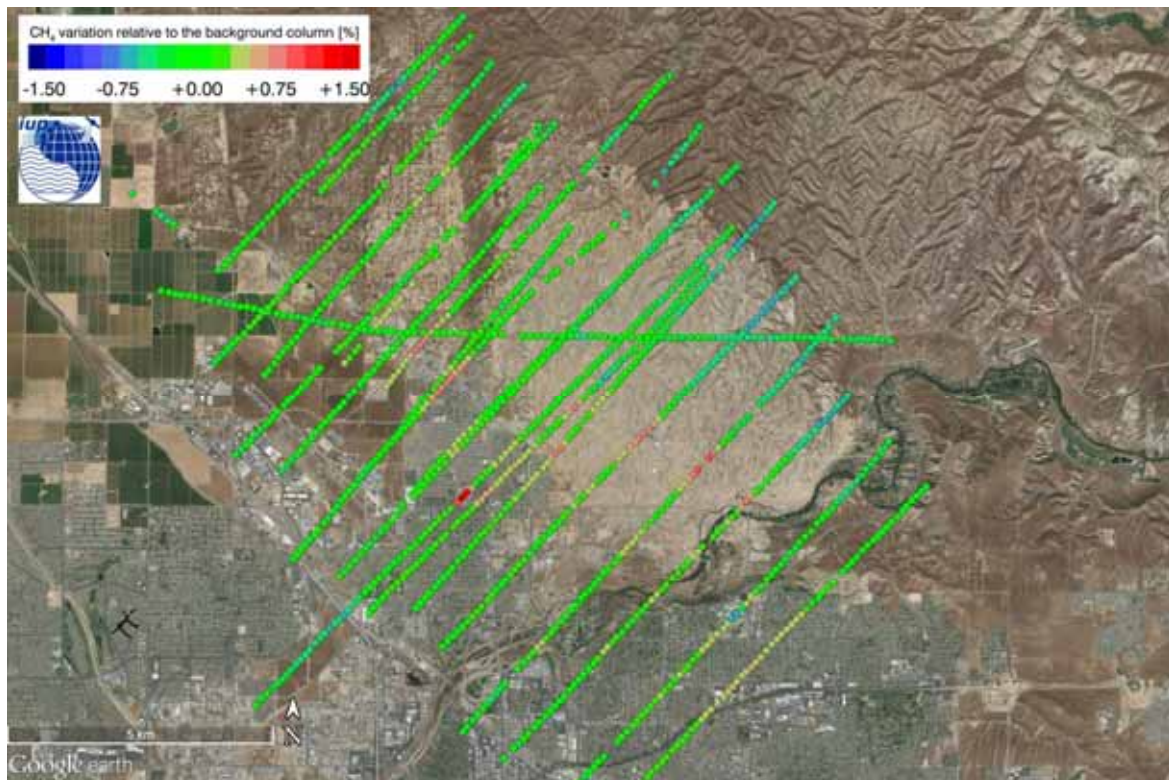 CH₄ variation relative to the background column [%]
-1.50 -0.75 +0.00 +0.75 +1.50
iup
5 km
N
Google earth